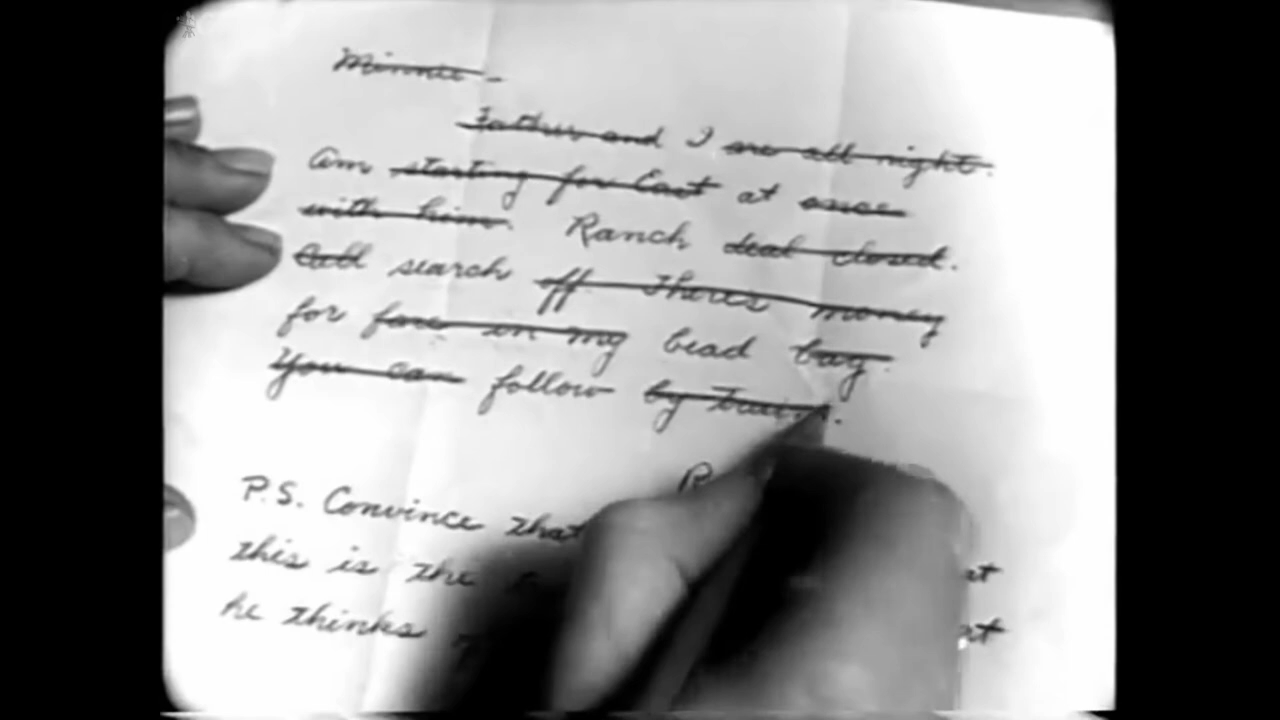 Minnie -
Father and I are all right.
Am starting for East at once
with him. Ranch deal closed.
Call search off Theres money
for fare in my bead bag.
You can follow by train.
P.S. Convince that
this is the
he thinks